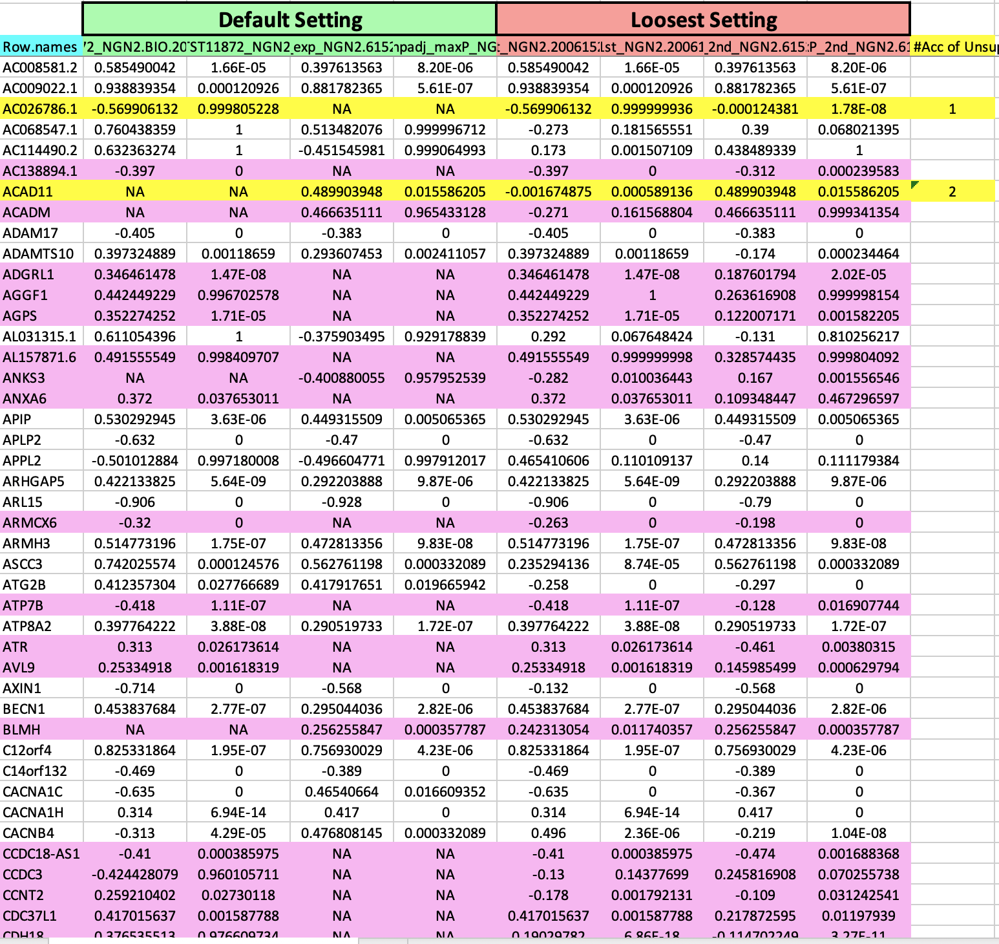 Default Setting Loosest Setting
Row.names '2_NGN2.BIO.20 ST11872_NGN2 _exp_NGN2.6152 padj_maxP_NG _NGN2.2006152 1st_NGN2.20061 _2nd_NGN2.615 P_2nd_NGN2.61 #Acc of Unsup
AC008581.2 0.585490042 1.66E-05 0.397613563 8.20E-06 0.585490042 1.66E-05 0.397613563 8.20E-06
AC009022.1 0.938839354 0.000120926 0.881782365 5.61E-07 0.938839354 0.000120926 0.881782365 5.61E-07
AC026786.1 -0.569906132 0.999805228 NA NA -0.569906132 0.999999936 -0.000124381 1.78E-08 1
AC068547.1 0.760438359 1 0.513482076 0.999996712 -0.273 0.181565551 0.39 0.068021395
AC114490.2 0.632363274 1 -0.451545981 0.999064993 0.173 0.001507109 0.438489339 1
AC138894.1 -0.397 0 NA NA -0.397 0 -0.312 0.000239583
ACAD11 NA NA 0.489903948 0.015586205 -0.001674875 0.000589136 0.489903948 0.015586205 2
ACADM NA NA 0.466635111 0.965433128 -0.271 0.161568804 0.466635111 0.999341354
ADAM17 -0.405 0 -0.383 0 -0.405 0 -0.383 0
ADAMTS10 0.397324889 0.00118659 0.293607453 0.002411057 0.397324889 0.00118659 -0.174 0.000234464
ADGRL1 0.346461478 1.47E-08 NA NA 0.346461478 1.47E-08 0.187601794 2.02E-05
AGGF1 0.442449229 0.996702578 NA NA 0.442449229 1 0.263616908 0.999998154
AGPS 0.352274252 1.71E-05 NA NA 0.352274252 1.71E-05 0.122007171 0.001582205
AL031315.1 0.611054396 1 -0.375903495 0.929178839 0.292 0.067648424 -0.131 0.810256217
AL157871.6 0.491555549 0.998409707 NA NA 0.491555549 0.999999998 0.328574435 0.999804092
ANKS3 NA NA -0.400880055 0.957952539 -0.282 0.010036443 0.167 0.001556546
ANXA6 0.372 0.037653011 NA NA 0.372 0.037653011 0.109348447 0.467296597
APIP 0.530292945 3.63E-06 0.449315509 0.005065365 0.530292945 3.63E-06 0.449315509 0.005065365
APLP2 -0.632 0 -0.47 0 -0.632 0 -0.47 0
APPL2 -0.501012884 0.997180008 -0.496604771 0.997912017 0.465410606 0.110109137 0.14 0.111179384
ARHGAP5 0.422133825 5.64E-09 0.292203888 9.87E-06 0.422133825 5.64E-09 0.292203888 9.87E-06
ARL15 -0.906 0 -0.928 0 -0.906 0 -0.79 0
ARMCX6 -0.32 0 NA NA -0.263 0 -0.198 0
ARMH3 0.514773196 1.75E-07 0.472813356 9.83E-08 0.514773196 1.75E-07 0.472813356 9.83E-08
ASCC3 0.742025574 0.000124576 0.562761198 0.000332089 0.235294136 8.74E-05 0.562761198 0.000332089
ATG2B 0.412357304 0.027766689 0.417917651 0.019665942 -0.258 0 -0.297 0
ATP7B -0.418 1.11E-07 NA NA -0.418 1.11E-07 -0.128 0.016907744
ATP8A2 0.397764222 3.88E-08 0.290519733 1.72E-07 0.397764222 3.88E-08 0.290519733 1.72E-07
ATR 0.313 0.026173614 NA NA 0.313 0.026173614 -0.461 0.00380315
AVL9 0.25334918 0.001618319 NA NA 0.25334918 0.001618319 0.145985499 0.000629794
AXIN1 -0.714 0 -0.568 0 -0.132 0 -0.568 0
BECN1 0.453837684 2.77E-07 0.295044036 2.82E-06 0.453837684 2.77E-07 0.295044036 2.82E-06
BLMH NA NA 0.256255847 0.000357787 0.242313054 0.011740357 0.256255847 0.000357787
C12orf4 0.825331864 1.95E-07 0.756930029 4.23E-06 0.825331864 1.95E-07 0.756930029 4.23E-06
C14orf132 -0.469 0 -0.389 0 -0.469 0 -0.389 0
CACNA1C -0.635 0 0.46540664 0.016609352 -0.635 0 -0.367 0
CACNA1H 0.314 6.94E-14 0.417 0 0.314 6.94E-14 0.417 0
CACNB4 -0.313 4.29E-05 0.476808145 0.000332089 0.496 2.36E-06 -0.219 1.04E-08
CCDC18-AS1 -0.41 0.000385975 NA NA -0.41 0.000385975 -0.474 0.001688368
CCDC3 -0.424428079 0.960105711 NA NA -0.13 0.14377699 0.245816908 0.070255738
CCNT2 0.259210402 0.02730118 NA NA -0.178 0.001792131 -0.109 0.031242541
CDC37L1 0.417015637 0.001587788 NA NA 0.417015637 0.001587788 0.217872595 0.01197939
CDH18 0.376535513 0.976609734 NA NA 0.19029782 6.86E-18 -0.114702249 3.27E-11